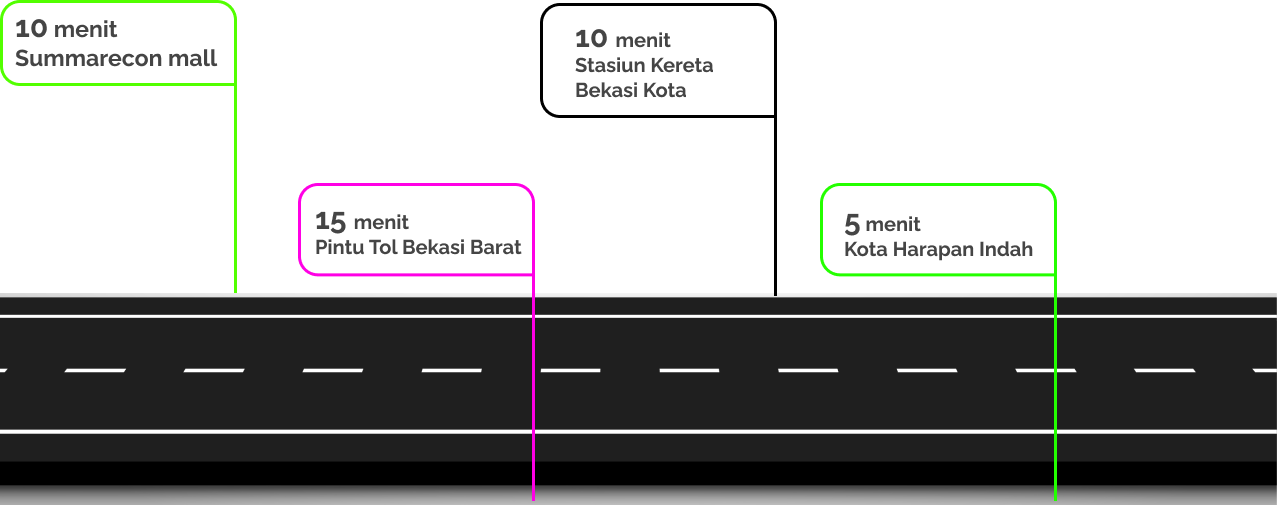 10 menit
Summarecon mall
10 menit
Stasiun Kereta
Bekasi Kota
15 menit
Pintu Tol Bekasi Barat
5 menit
Kota Harapan Indah